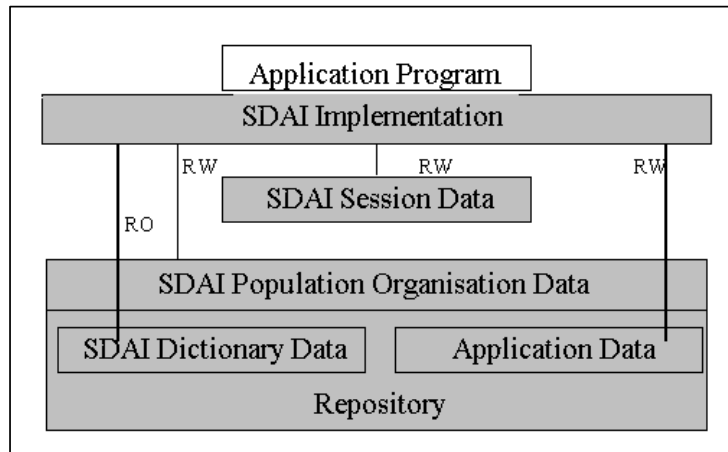 Application Program
SDAI Implementation
RW
RW
RW
SDAI Session Data
RO
SDAI Population Organisation Data
SDAI Dictionary Data
Application Data
Repository